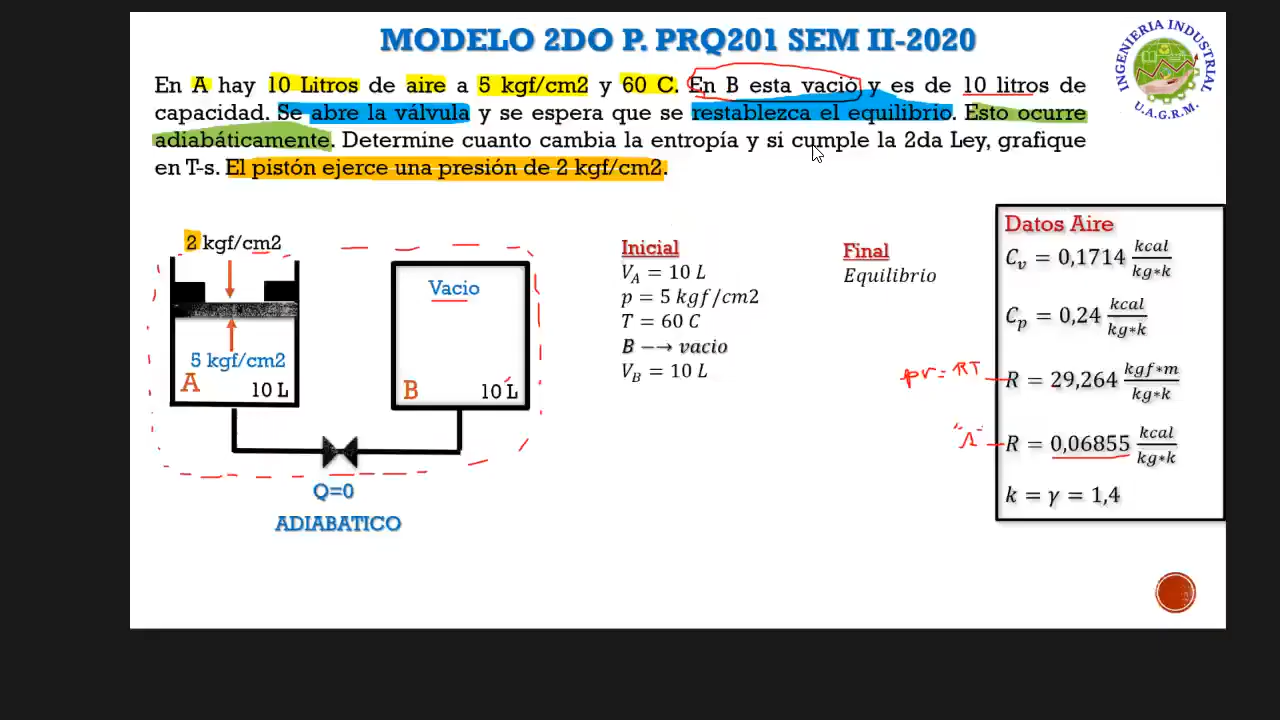 MODELO 2DO P. PRQ201 SEM II-2020
INGENIERIA INDUSTRIAL
U.A.G.R.M.
En A hay 10 Litros de aire a 5 kgf/cm2 y 60 C. En B esta vació y es de 10 litros de
capacidad. Se abre la válvula y se espera que se restablezca el equilibrio. Esto ocurre
adiabáticamente. Determine cuanto cambia la entropía y si cumple la 2da Ley, grafique
en T-s. El pistón ejerce una presión de 2 kgf/cm2.
2 kgf/cm2
5 kgf/cm2
A
10 L
Vacio
B
10 L
Q=0
ADIABATICO
Inicial
V_A = 10 L
p = 5 kgf/cm2
T = 60 C
B −→ vacio
V_B = 10 L
Final
Equilibrio
Datos Aire
C_v = 0,1714 kcal/kg∗k
C_p = 0,24 kcal/kg∗k
pv = RT
R = 29,264 kgf∗m/kg∗k
R = 0,06855 kcal/kg∗k
k = γ = 1,4